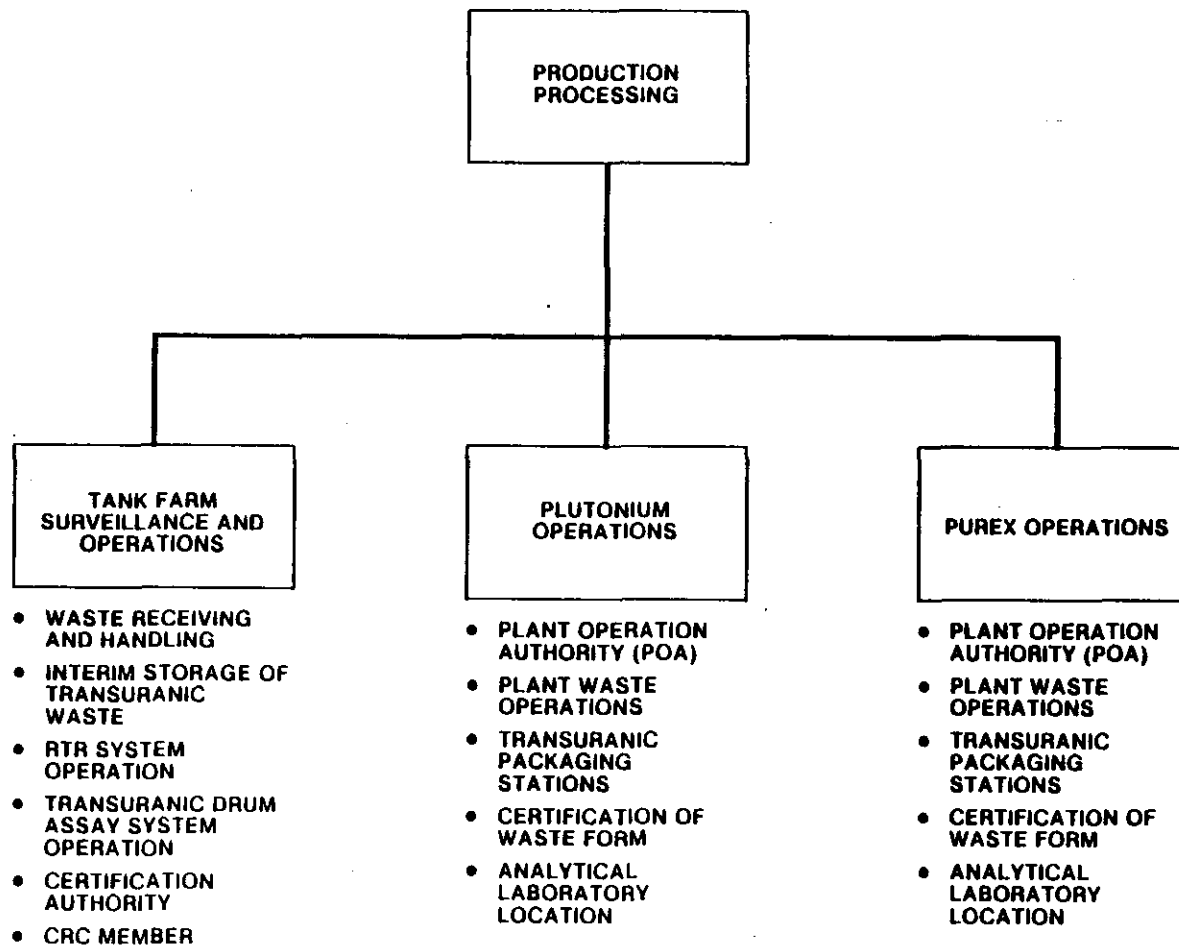 PRODUCTION
PROCESSING
TANK FARM
SURVEILLANCE AND
OPERATIONS
• WASTE RECEIVING
AND HANDLING
• INTERIM STORAGE OF
TRANSURANIC
WASTE
• RTR SYSTEM
OPERATION
• TRANSURANIC DRUM
ASSAY SYSTEM
OPERATION
• CERTIFICATION
AUTHORITY
• CRC MEMBER
PLUTONIUM
OPERATIONS
• PLANT OPERATION
AUTHORITY (POA)
• PLANT WASTE
OPERATIONS
• TRANSURANIC
PACKAGING
STATIONS
• CERTIFICATION OF
WASTE FORM
• ANALYTICAL
LABORATORY
LOCATION
PUREX OPERATIONS
• PLANT OPERATION
AUTHORITY (POA)
• PLANT WASTE
OPERATIONS
• TRANSURANIC
PACKAGING
STATIONS
• CERTIFICATION OF
WASTE FORM
• ANALYTICAL
LABORATORY
LOCATION